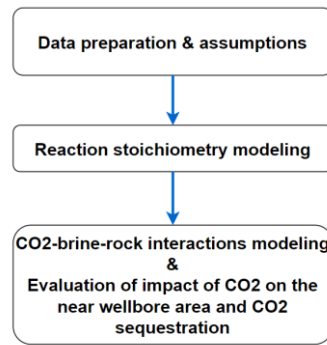 Data preparation & assumptions
Reaction stoichiometry modeling
CO2-brine-rock interactions modeling
&
Evaluation of impact of CO2 on the
near wellbore area and CO2
sequestration